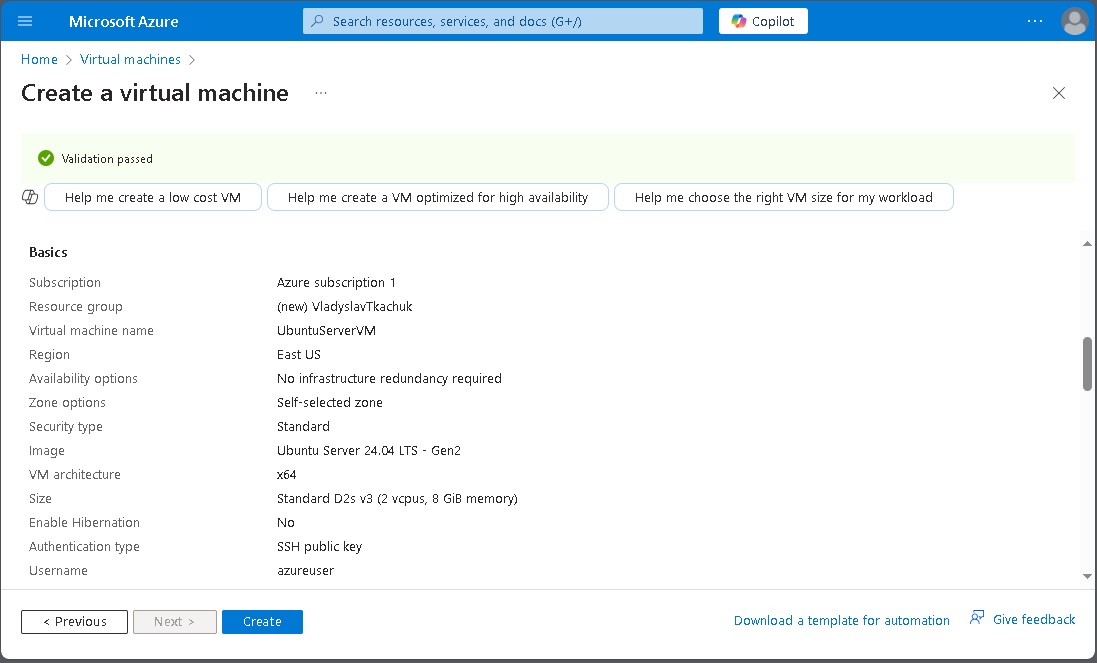 Microsoft Azure
Search resources, services, and docs (G+/)
Copilot
Home > Virtual machines >
Create a virtual machine ...
Validation passed
Help me create a low cost VM
Help me create a VM optimized for high availability
Help me choose the right VM size for my workload
Basics
Subscription Azure subscription 1
Resource group (new) VladyslavTkachuk
Virtual machine name UbuntuServerVM
Region East US
Availability options No infrastructure redundancy required
Zone options Self-selected zone
Security type Standard
Image Ubuntu Server 24.04 LTS - Gen2
VM architecture x64
Size Standard D2s v3 (2 vcpus, 8 GiB memory)
Enable Hibernation No
Authentication type SSH public key
Username azureuser
< Previous
Next >
Create
Download a template for automation
Give feedback